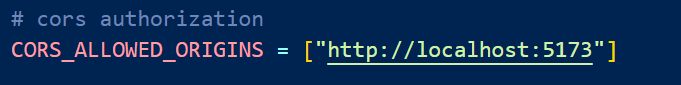 # cors authorization
CORS_ALLOWED_ORIGINS = ["http://localhost:5173"]